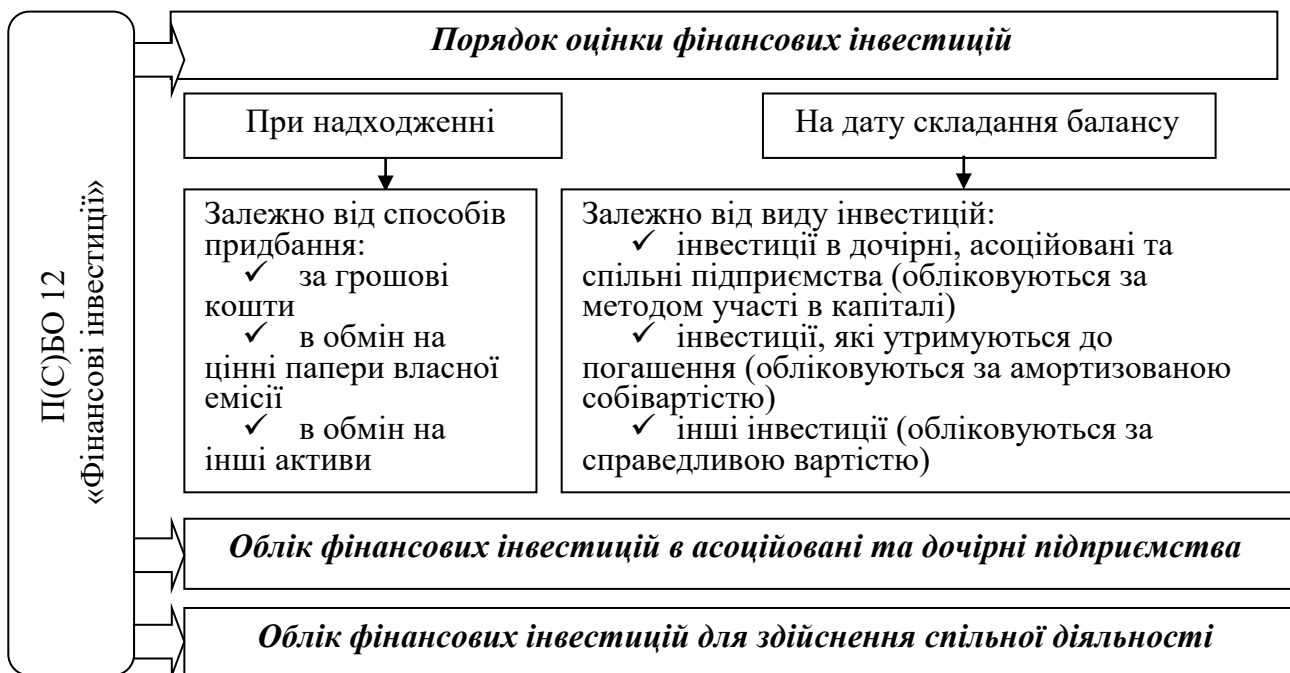 П(С)БО 12
«Фінансові інвестиції»
Порядок оцінки фінансових інвестицій
При надходженні
Залежно від способів
придбання:
✓ за грошові
кошти
✓ в обмін на
цінні папери власної
емісії
✓ в обмін на
інші активи
На дату складання балансу
Залежно від виду інвестицій:
✓ інвестиції в дочірні, асоційовані та
спільні підприємства (обліковуються за
методом участі в капіталі)
✓ інвестиції, які утримуються до
погашення (обліковуються за амортизованою
собівартістю)
✓ інші інвестиції (обліковуються за
справедливою вартістю)
Облік фінансових інвестицій в асоційовані та дочірні підприємства
Облік фінансових інвестицій для здійснення спільної діяльності